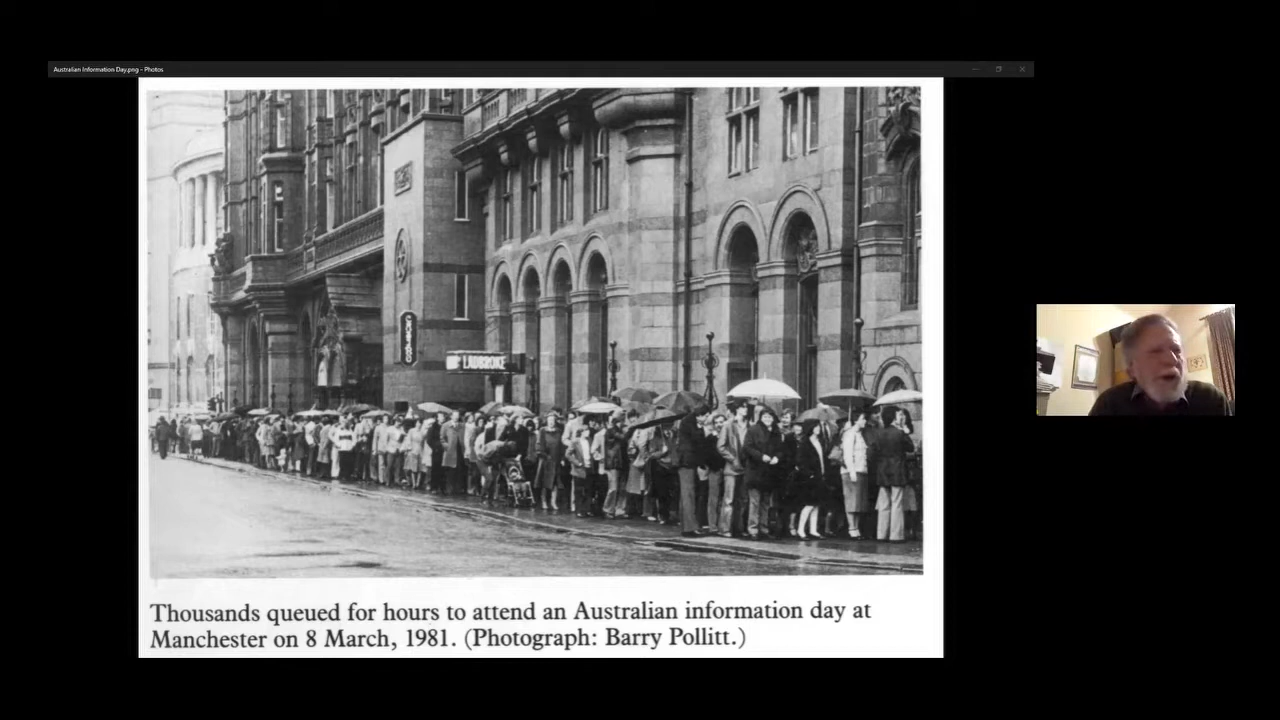 Australian Information Day.png - Photos
LADBROKE
Thousands queued for hours to attend an Australian information day at
Manchester on 8 March, 1981. (Photograph: Barry Pollitt.)